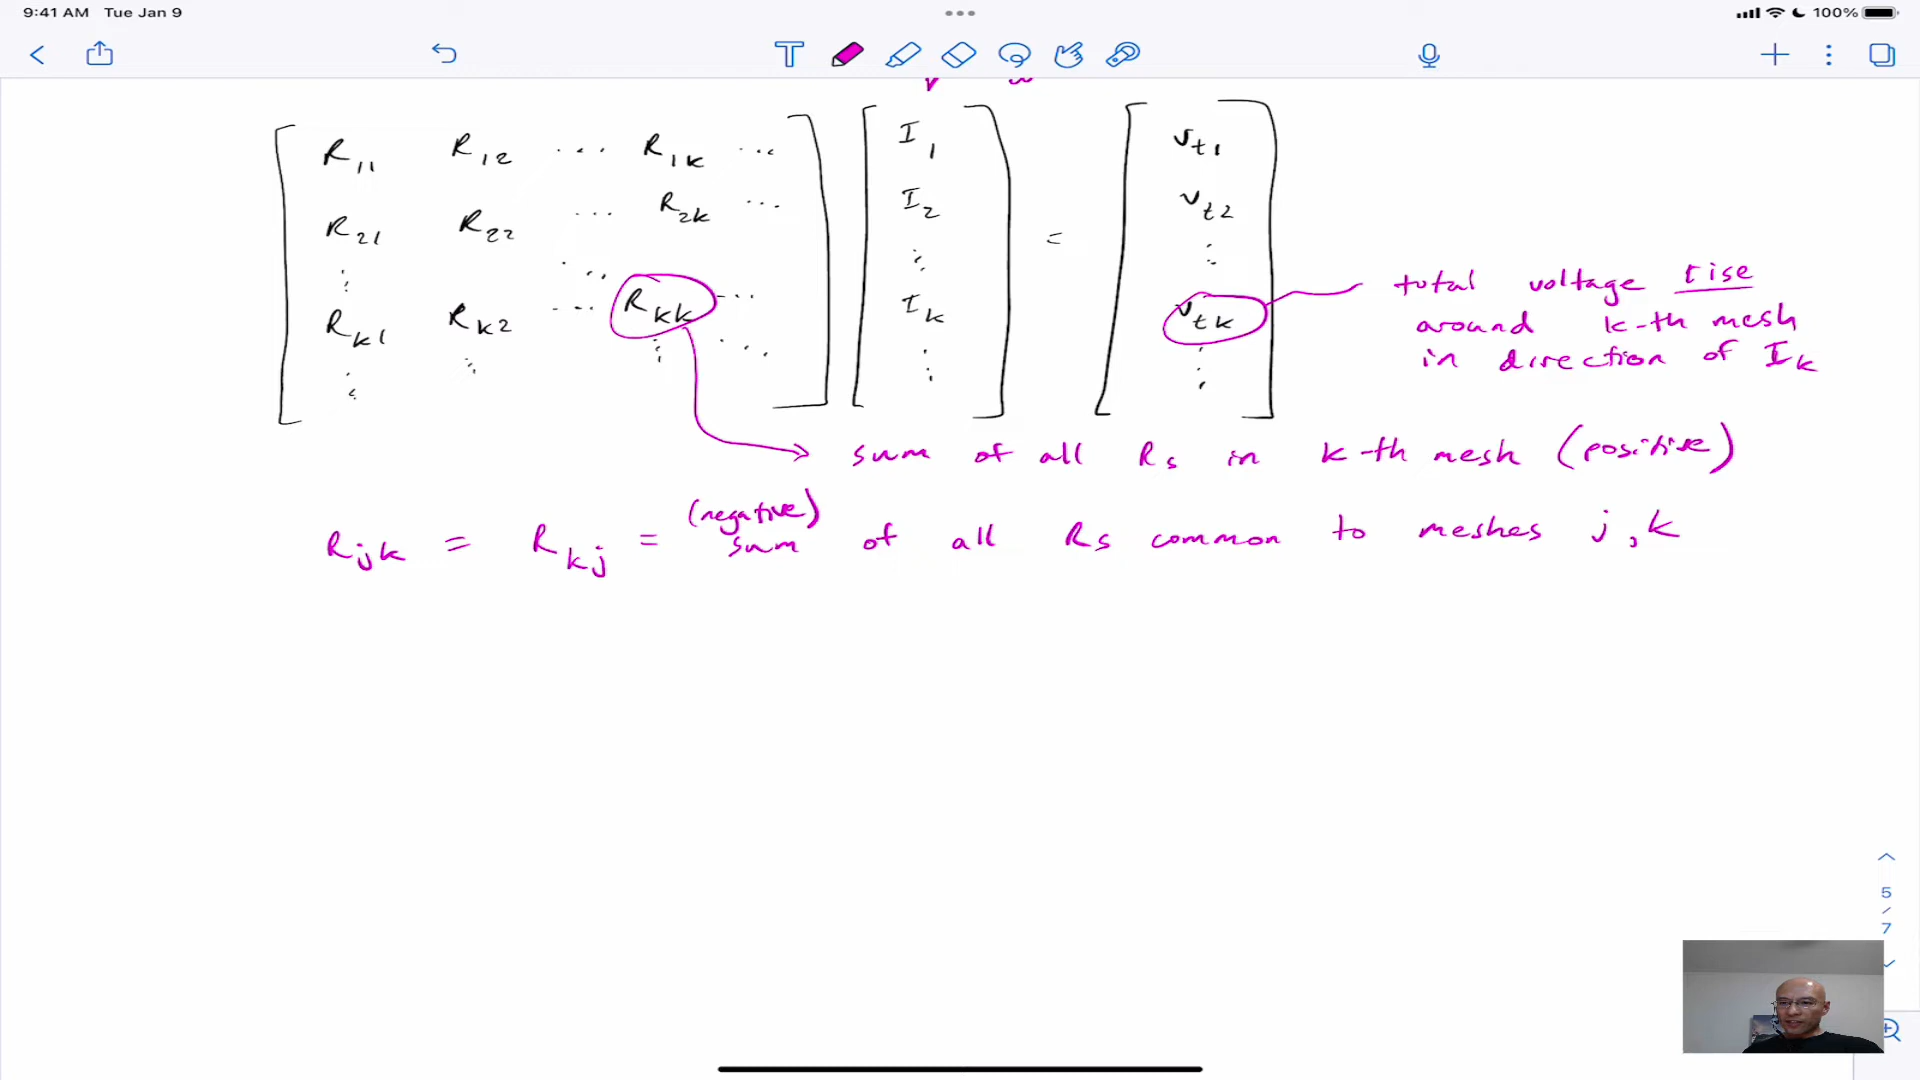 9:41 AM Tue Jan 9
100%
R11 R12 ... R1k ...
I1
vt1
R21 R22 ... R2k ...
I2
=
vt2
Rk1 Rk2 ... Rkk ...
Ik
vtk
total voltage rise
around k-th mesh
in direction of Ik
sum of all Rs in k-th mesh (positive)
(negative)
Rjk = Rkj = sum of all Rs common to meshes j, k
5
/
7